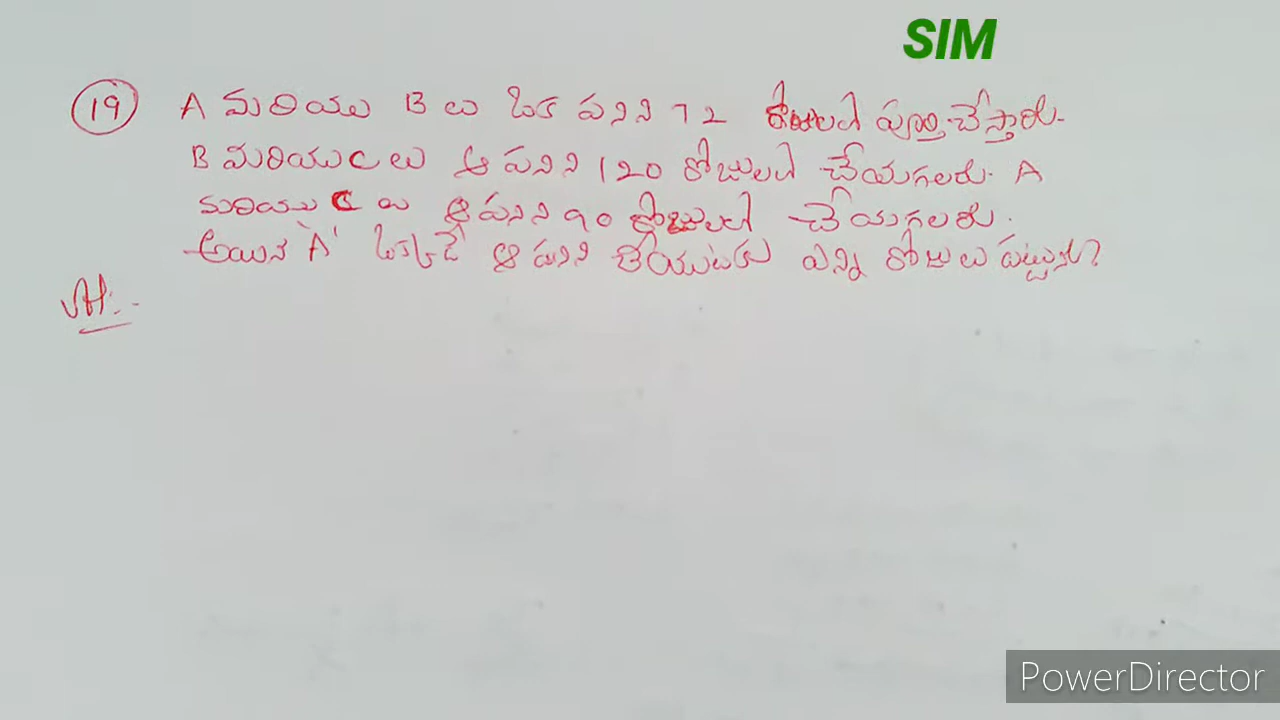 SIM
19 A మరియు B లు ఒక పనిని 72 రోజులలో పూర్తి చేస్తారు.
B మరియు C లు ఆ పనిని 120 రోజులలో చేయగలరు. A
మరియు C లు ఆ పనిని 90 రోజులలో చేయగలరు.
అయిన 'A' ఒక్కడే ఆ పనిని చేయుటకు ఎన్ని రోజులు పట్టును?
PowerDirector